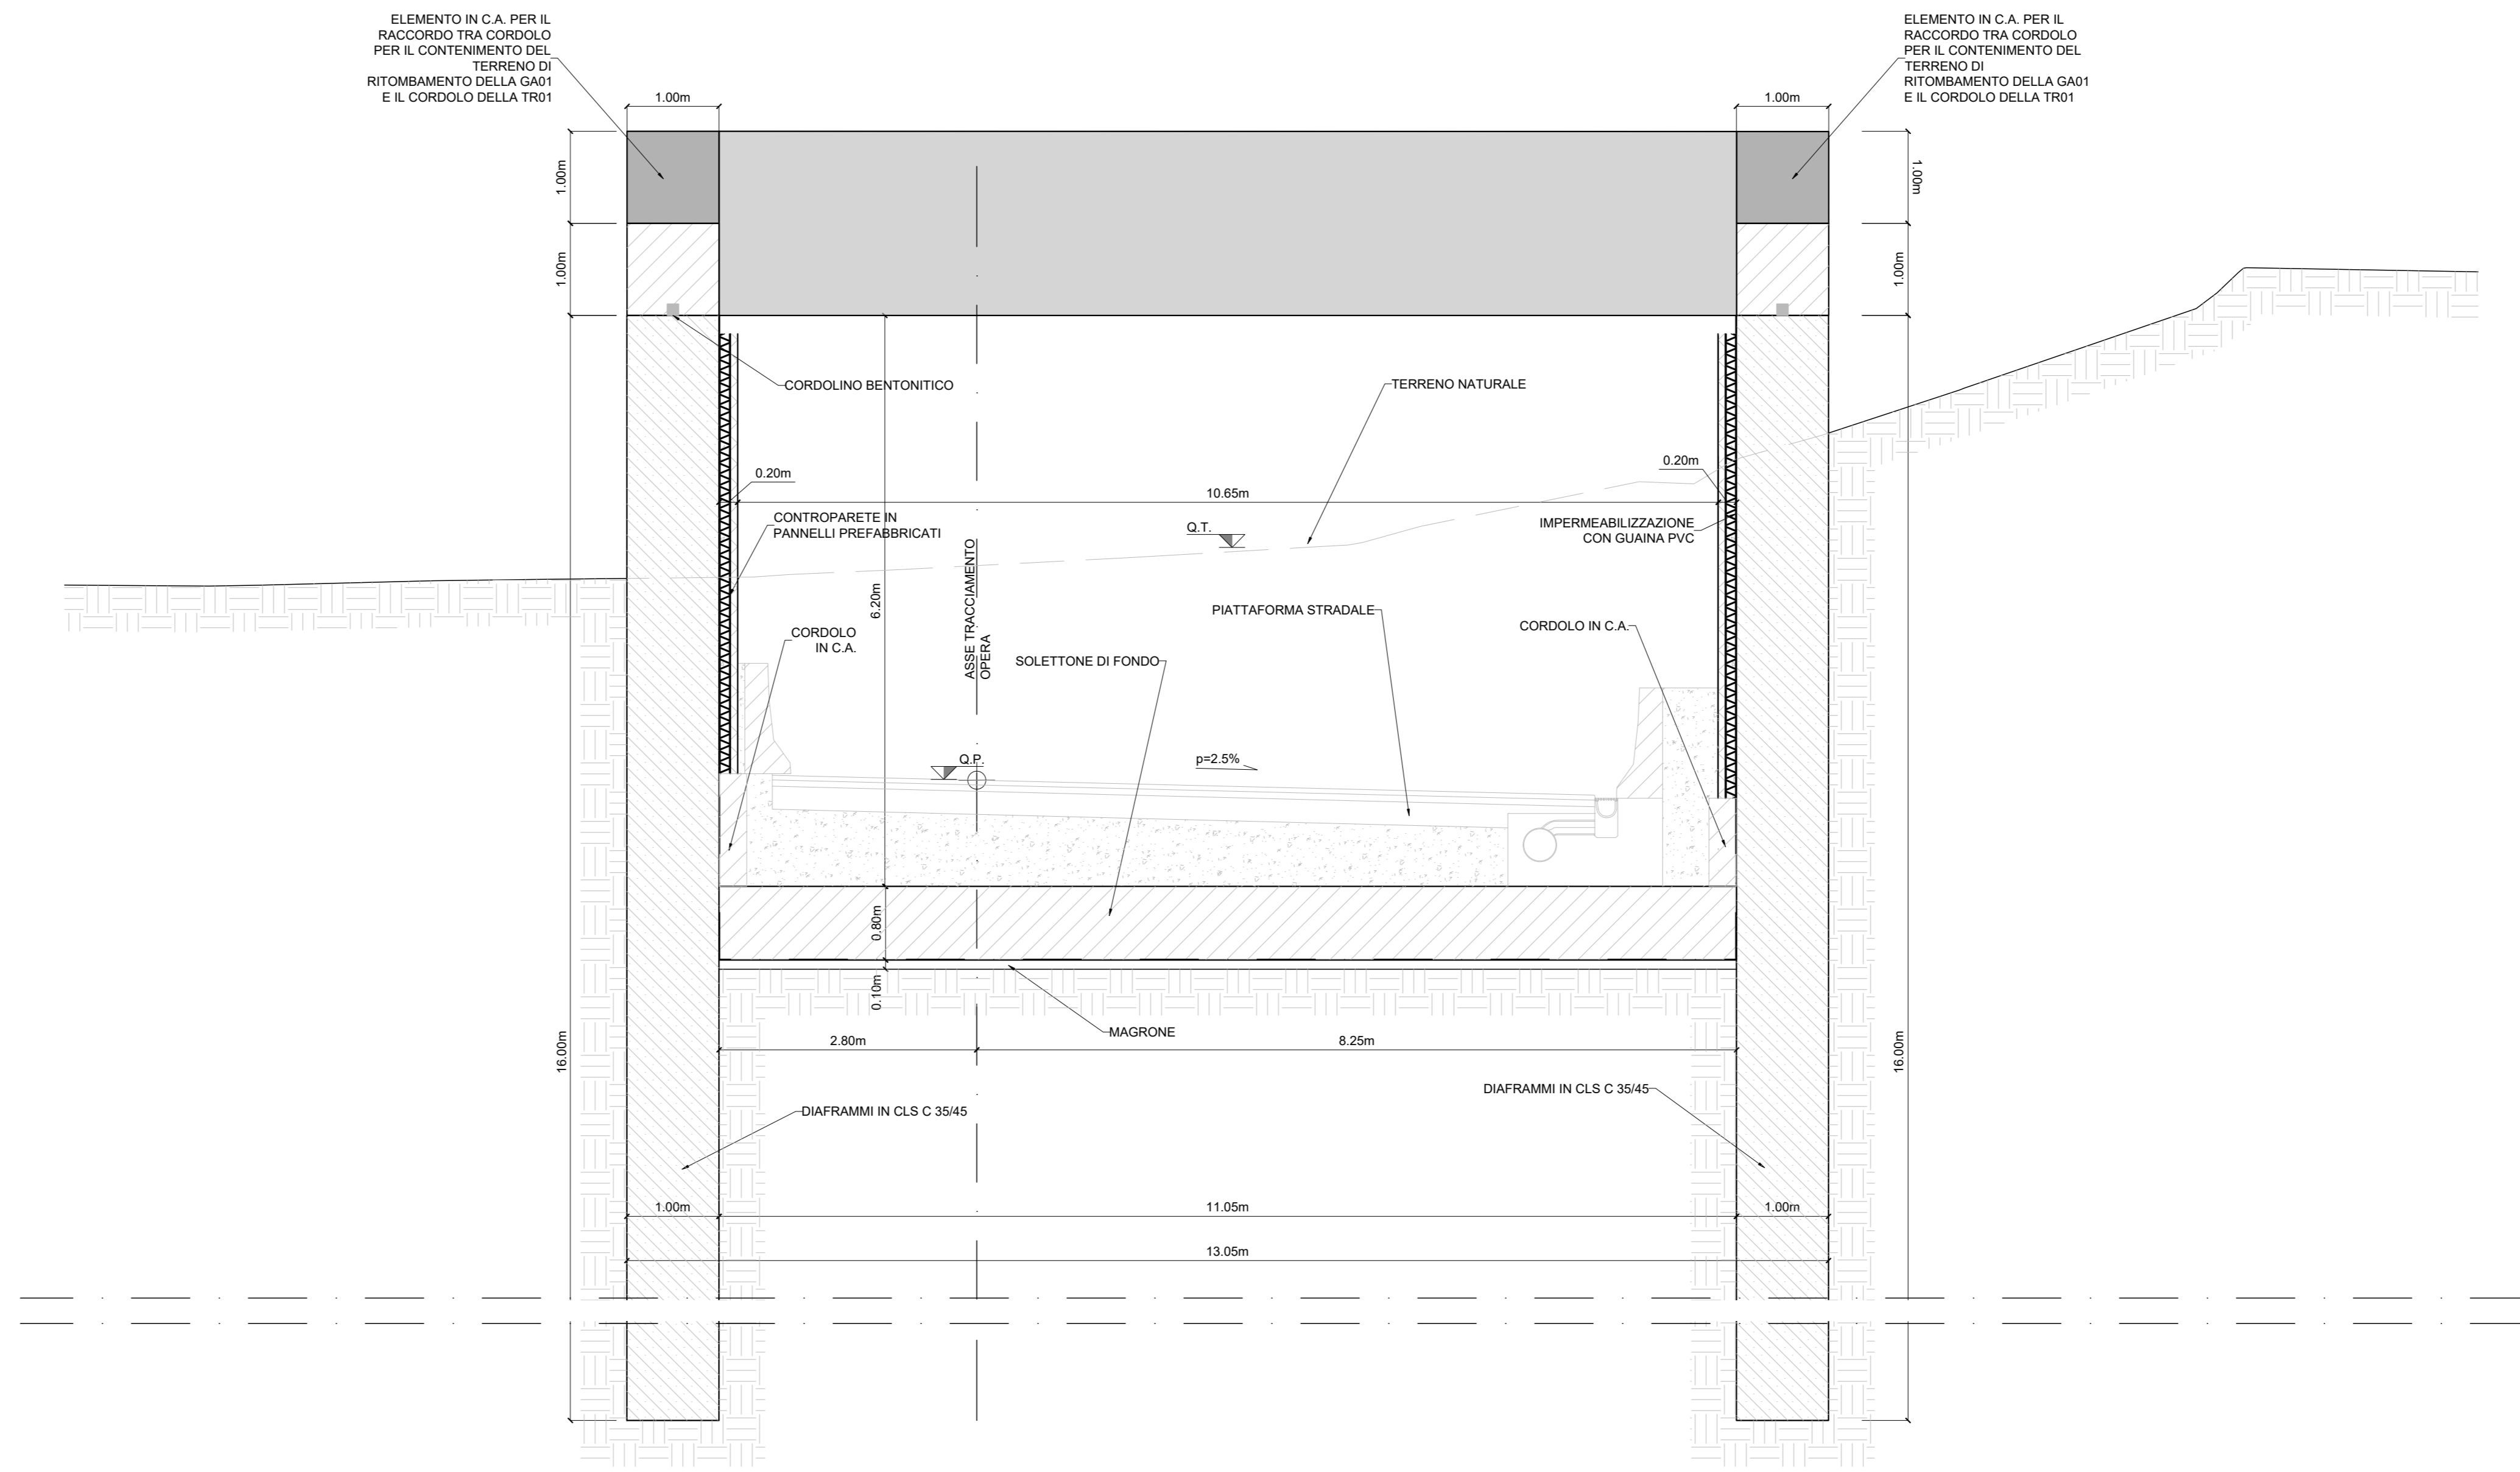 ELEMENTO IN C.A. PER IL
RACCORDO TRA CORDOLO
PER IL CONTENIMENTO DEL
TERRENO DI
RITOMBAMENTO DELLA GA01
E IL CORDOLO DELLA TR01
ELEMENTO IN C.A. PER IL
RACCORDO TRA CORDOLO
PER IL CONTENIMENTO DEL
TERRENO DI
RITOMBAMENTO DELLA GA01
E IL CORDOLO DELLA TR01
1.00m
1.00m
1.00m
1.00m
1.00m
1.00m
CORDOLINO BENTONITICO
TERRENO NATURALE
0.20m
0.20m
10.65m
CONTROPARETE IN
PANNELLI PREFABBRICATI
Q.T.
IMPERMEABILIZZAZIONE
CON GUAINA PVC
ASSE TRACCIAMENTO
OPERA
6.20m
PIATTAFORMA STRADALE
CORDOLO
IN C.A.
CORDOLO IN C.A.
SOLETTONE DI FONDO
Q.P.
p=2.5%
0.80m
0.10m
MAGRONE
2.80m
8.25m
16.00m
16.00m
DIAFRAMMI IN CLS C 35/45
DIAFRAMMI IN CLS C 35/45
1.00m
11.05m
1.00m
13.05m